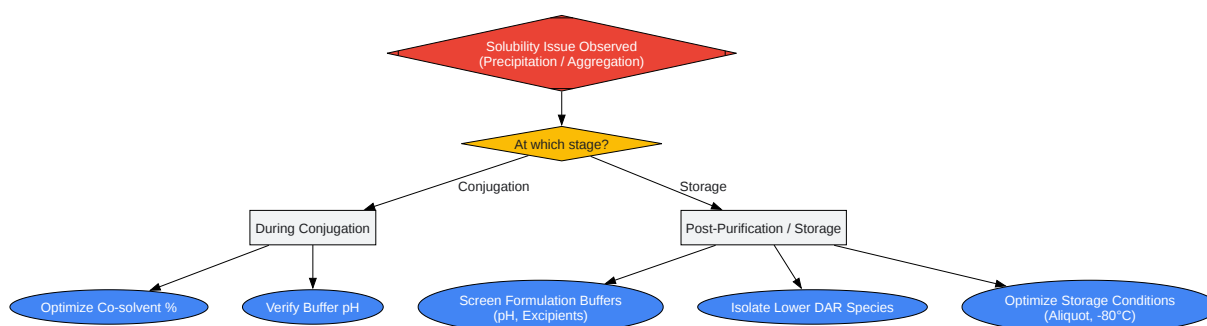 Solubility Issue Observed
(Precipitation / Aggregation)
At which stage?
Conjugation
Storage
During Conjugation
Post-Purification / Storage
Optimize Co-solvent %
Verify Buffer pH
Screen Formulation Buffers
(pH, Excipients)
Isolate Lower DAR Species
Optimize Storage Conditions
(Aliquot, -80°C)